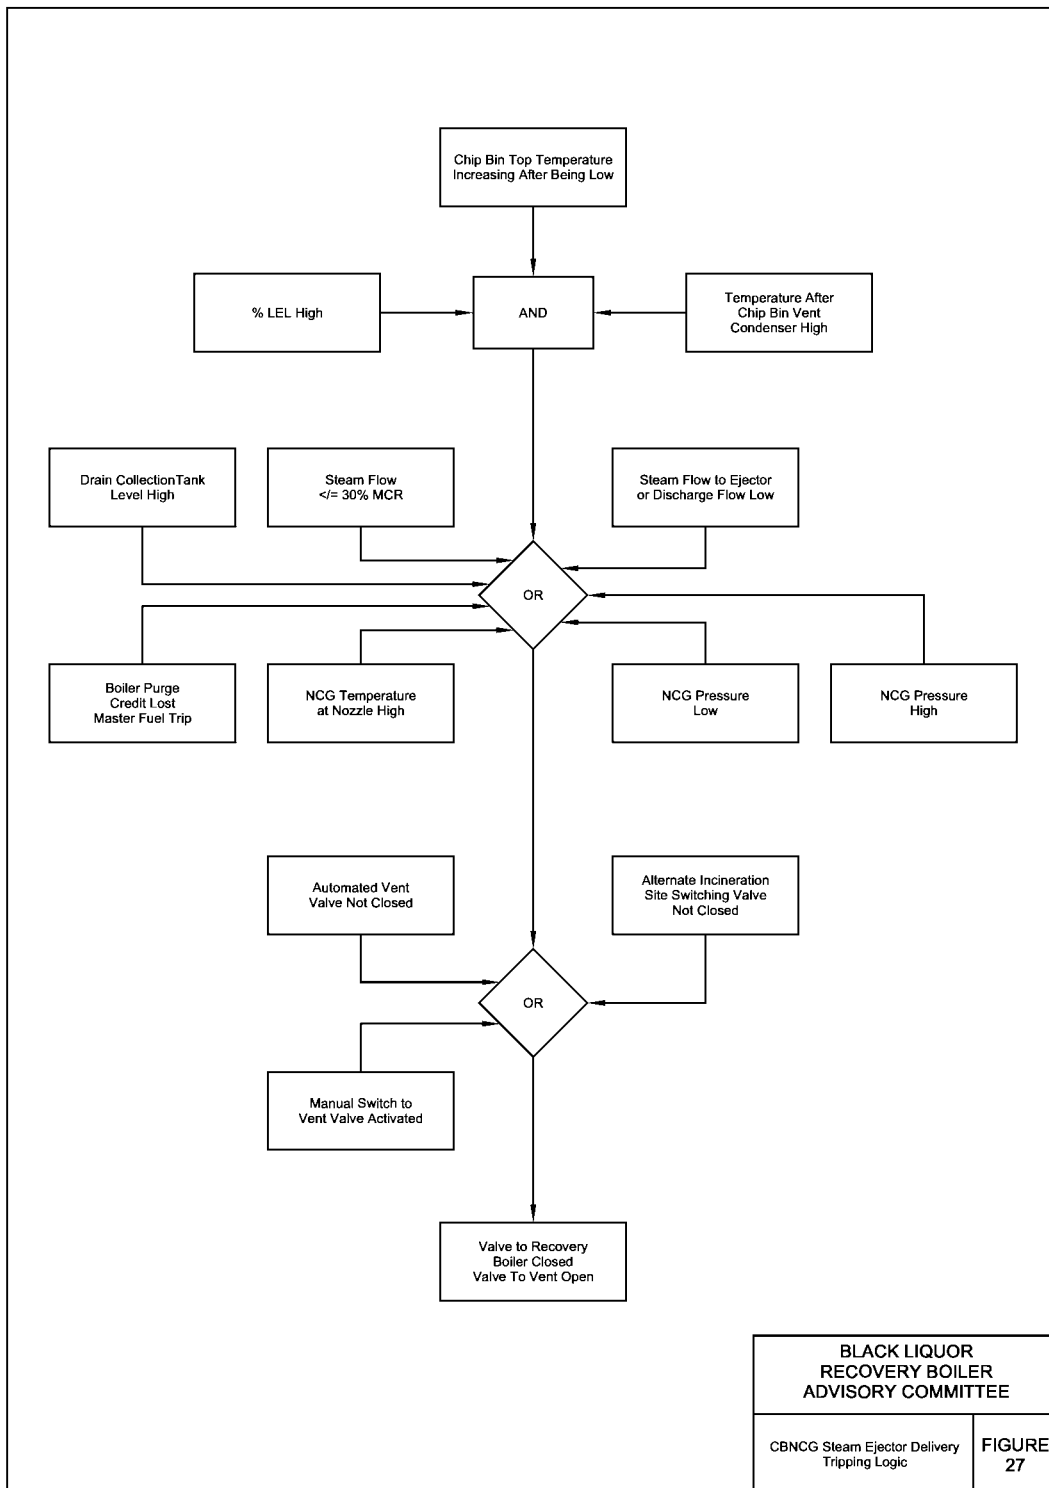 Chip Bin Top Temperature
Increasing After Being Low
% LEL High
AND
Temperature After
Chip Bin Vent
Condenser High
Drain CollectionTank
Level High
Steam Flow
</= 30% MCR
Steam Flow to Ejector
or Discharge Flow Low
OR
Boiler Purge
Credit Lost
Master Fuel Trip
NCG Temperature
at Nozzle High
NCG Pressure
Low
NCG Pressure
High
Automated Vent
Valve Not Closed
Alternate Incineration
Site Switching Valve
Not Closed
OR
Manual Switch to
Vent Valve Activated
Valve to Recovery
Boiler Closed
Valve To Vent Open
BLACK LIQUOR
RECOVERY BOILER
ADVISORY COMMITTEE
CBNCG Steam Ejector Delivery
Tripping Logic
FIGURE
27